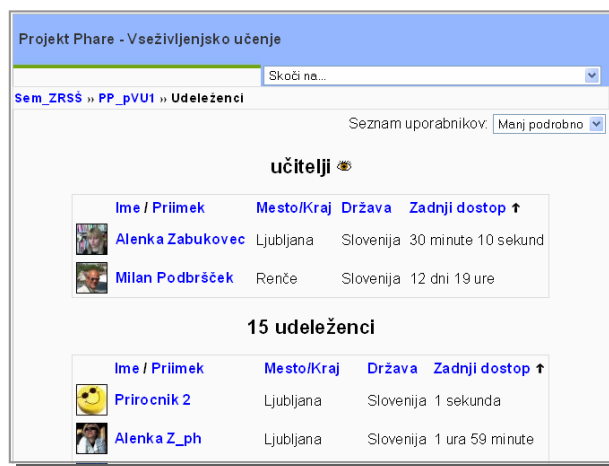 Projekt Phare - Vseživljenjsko učenje
Skoči na...
Sem_ZRSŠ » PP_pVU1 » Udeleženci
Seznam uporabnikov: Manj podrobno
učitelji
Ime / Priimek Mesto/Kraj Država Zadnji dostop ↑
Alenka Zabukovec Ljubljana Slovenija 30 minute 10 sekund
Milan Podbršček Renče Slovenija 12 dni 19 ure
15 udeleženci
Ime / Priimek Mesto/Kraj Država Zadnji dostop ↑
Prirocnik 2 Ljubljana Slovenija 1 sekunda
Alenka Z_ph Ljubljana Slovenija 1 ura 59 minute